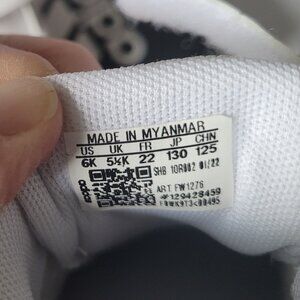 MADE IN MYANMAR
US UK FR JP CHN
6K 5½K 22 130 125
SHB 10R002 01/22
ART FW1276
#129428459